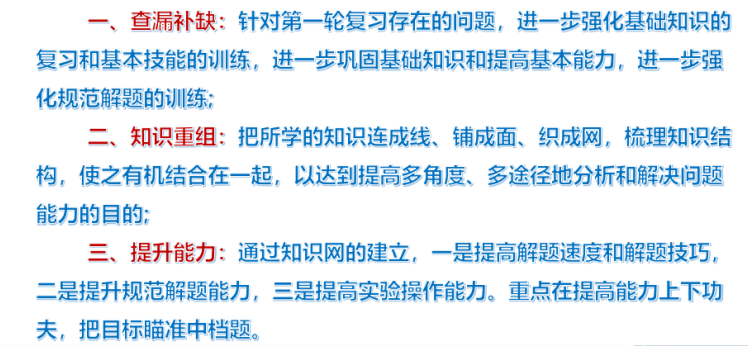 一、查漏补缺：针对第一轮复习存在的问题，进一步强化基础知识的
复习和基本技能的训练，进一步巩固基础知识和提高基本能力，进一步强
化规范解题的训练;
二、知识重组：把所学的知识连成线、铺成面、织成网，梳理知识结
构，使之有机结合在一起，以达到提高多角度、多途径地分析和解决问题
能力的目的;
三、提升能力：通过知识网的建立，一是提高解题速度和解题技巧，
二是提升规范解题能力，三是提高实验操作能力。重点在提高能力上下功
夫，把目标瞄准中档题。